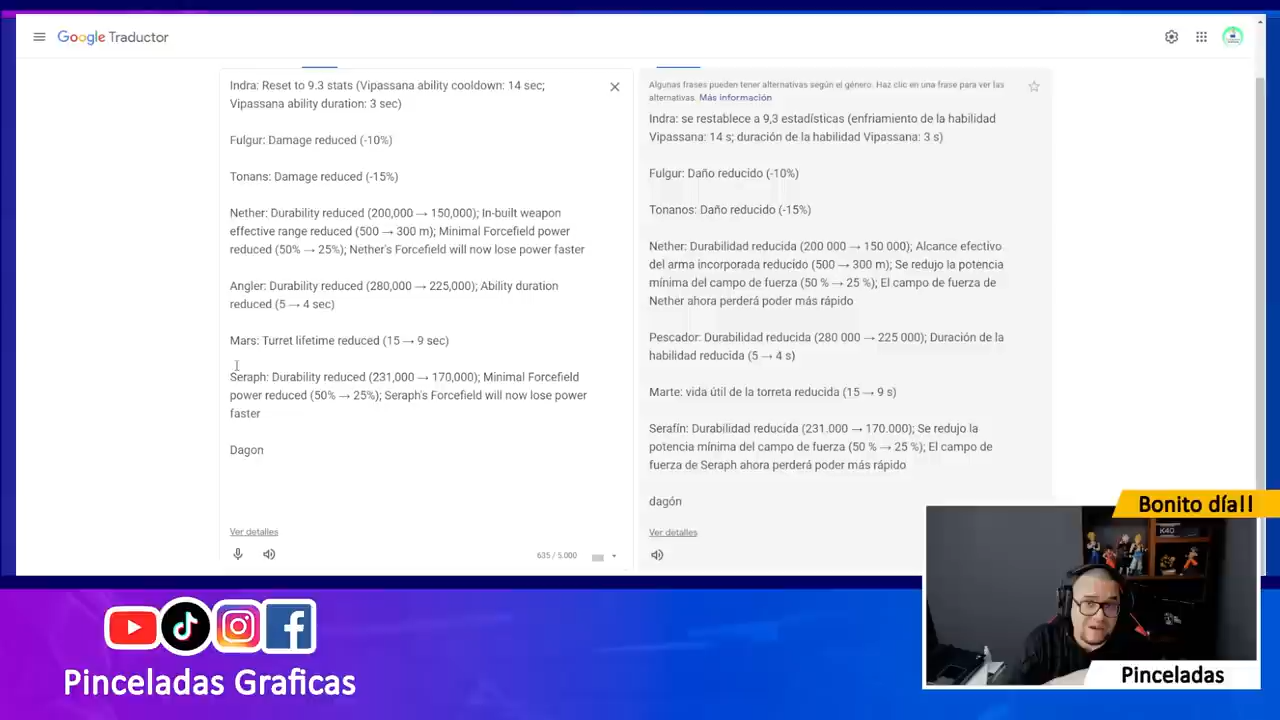 Google Traductor
Indra: Reset to 9.3 stats (Vipassana ability cooldown: 14 sec;
Vipassana ability duration: 3 sec)
Fulgur: Damage reduced (-10%)
Tonans: Damage reduced (-15%)
Nether: Durability reduced (200,000 → 150,000); In-built weapon
effective range reduced (500 → 300 m); Minimal Forcefield power
reduced (50% → 25%); Nether's Forcefield will now lose power faster
Angler: Durability reduced (280,000 → 225,000); Ability duration
reduced (5 → 4 sec)
Mars: Turret lifetime reduced (15 → 9 sec)
Seraph: Durability reduced (231,000 → 170,000); Minimal Forcefield
power reduced (50% → 25%); Seraph's Forcefield will now lose power
faster
Dagon
Ver detalles
635 / 5.000
Algunas frases pueden tener alternativas según el género. Haz clic en una frase para ver las
alternativas. Más información
Indra: se restablece a 9,3 estadísticas (enfriamiento de la habilidad
Vipassana: 14 s; duración de la habilidad Vipassana: 3 s)
Fulgur: Daño reducido (-10%)
Tonanos: Daño reducido (-15%)
Nether: Durabilidad reducida (200 000 → 150 000); Alcance efectivo
del arma incorporada reducido (500 → 300 m); Se redujo la potencia
mínima del campo de fuerza (50 % → 25 %); El campo de fuerza de
Nether ahora perderá poder más rápido
Pescador: Durabilidad reducida (280 000 → 225 000); Duración de la
habilidad reducida (5 → 4 s)
Marte: vida útil de la torreta reducida (15 → 9 s)
Serafín: Durabilidad reducida (231.000 → 170.000); Se redujo la
potencia mínima del campo de fuerza (50 % → 25 %); El campo de
fuerza de Seraph ahora perderá poder más rápido
dagón
Ver detalles
Bonito día!!
K40
Pinceladas
Pinceladas Graficas